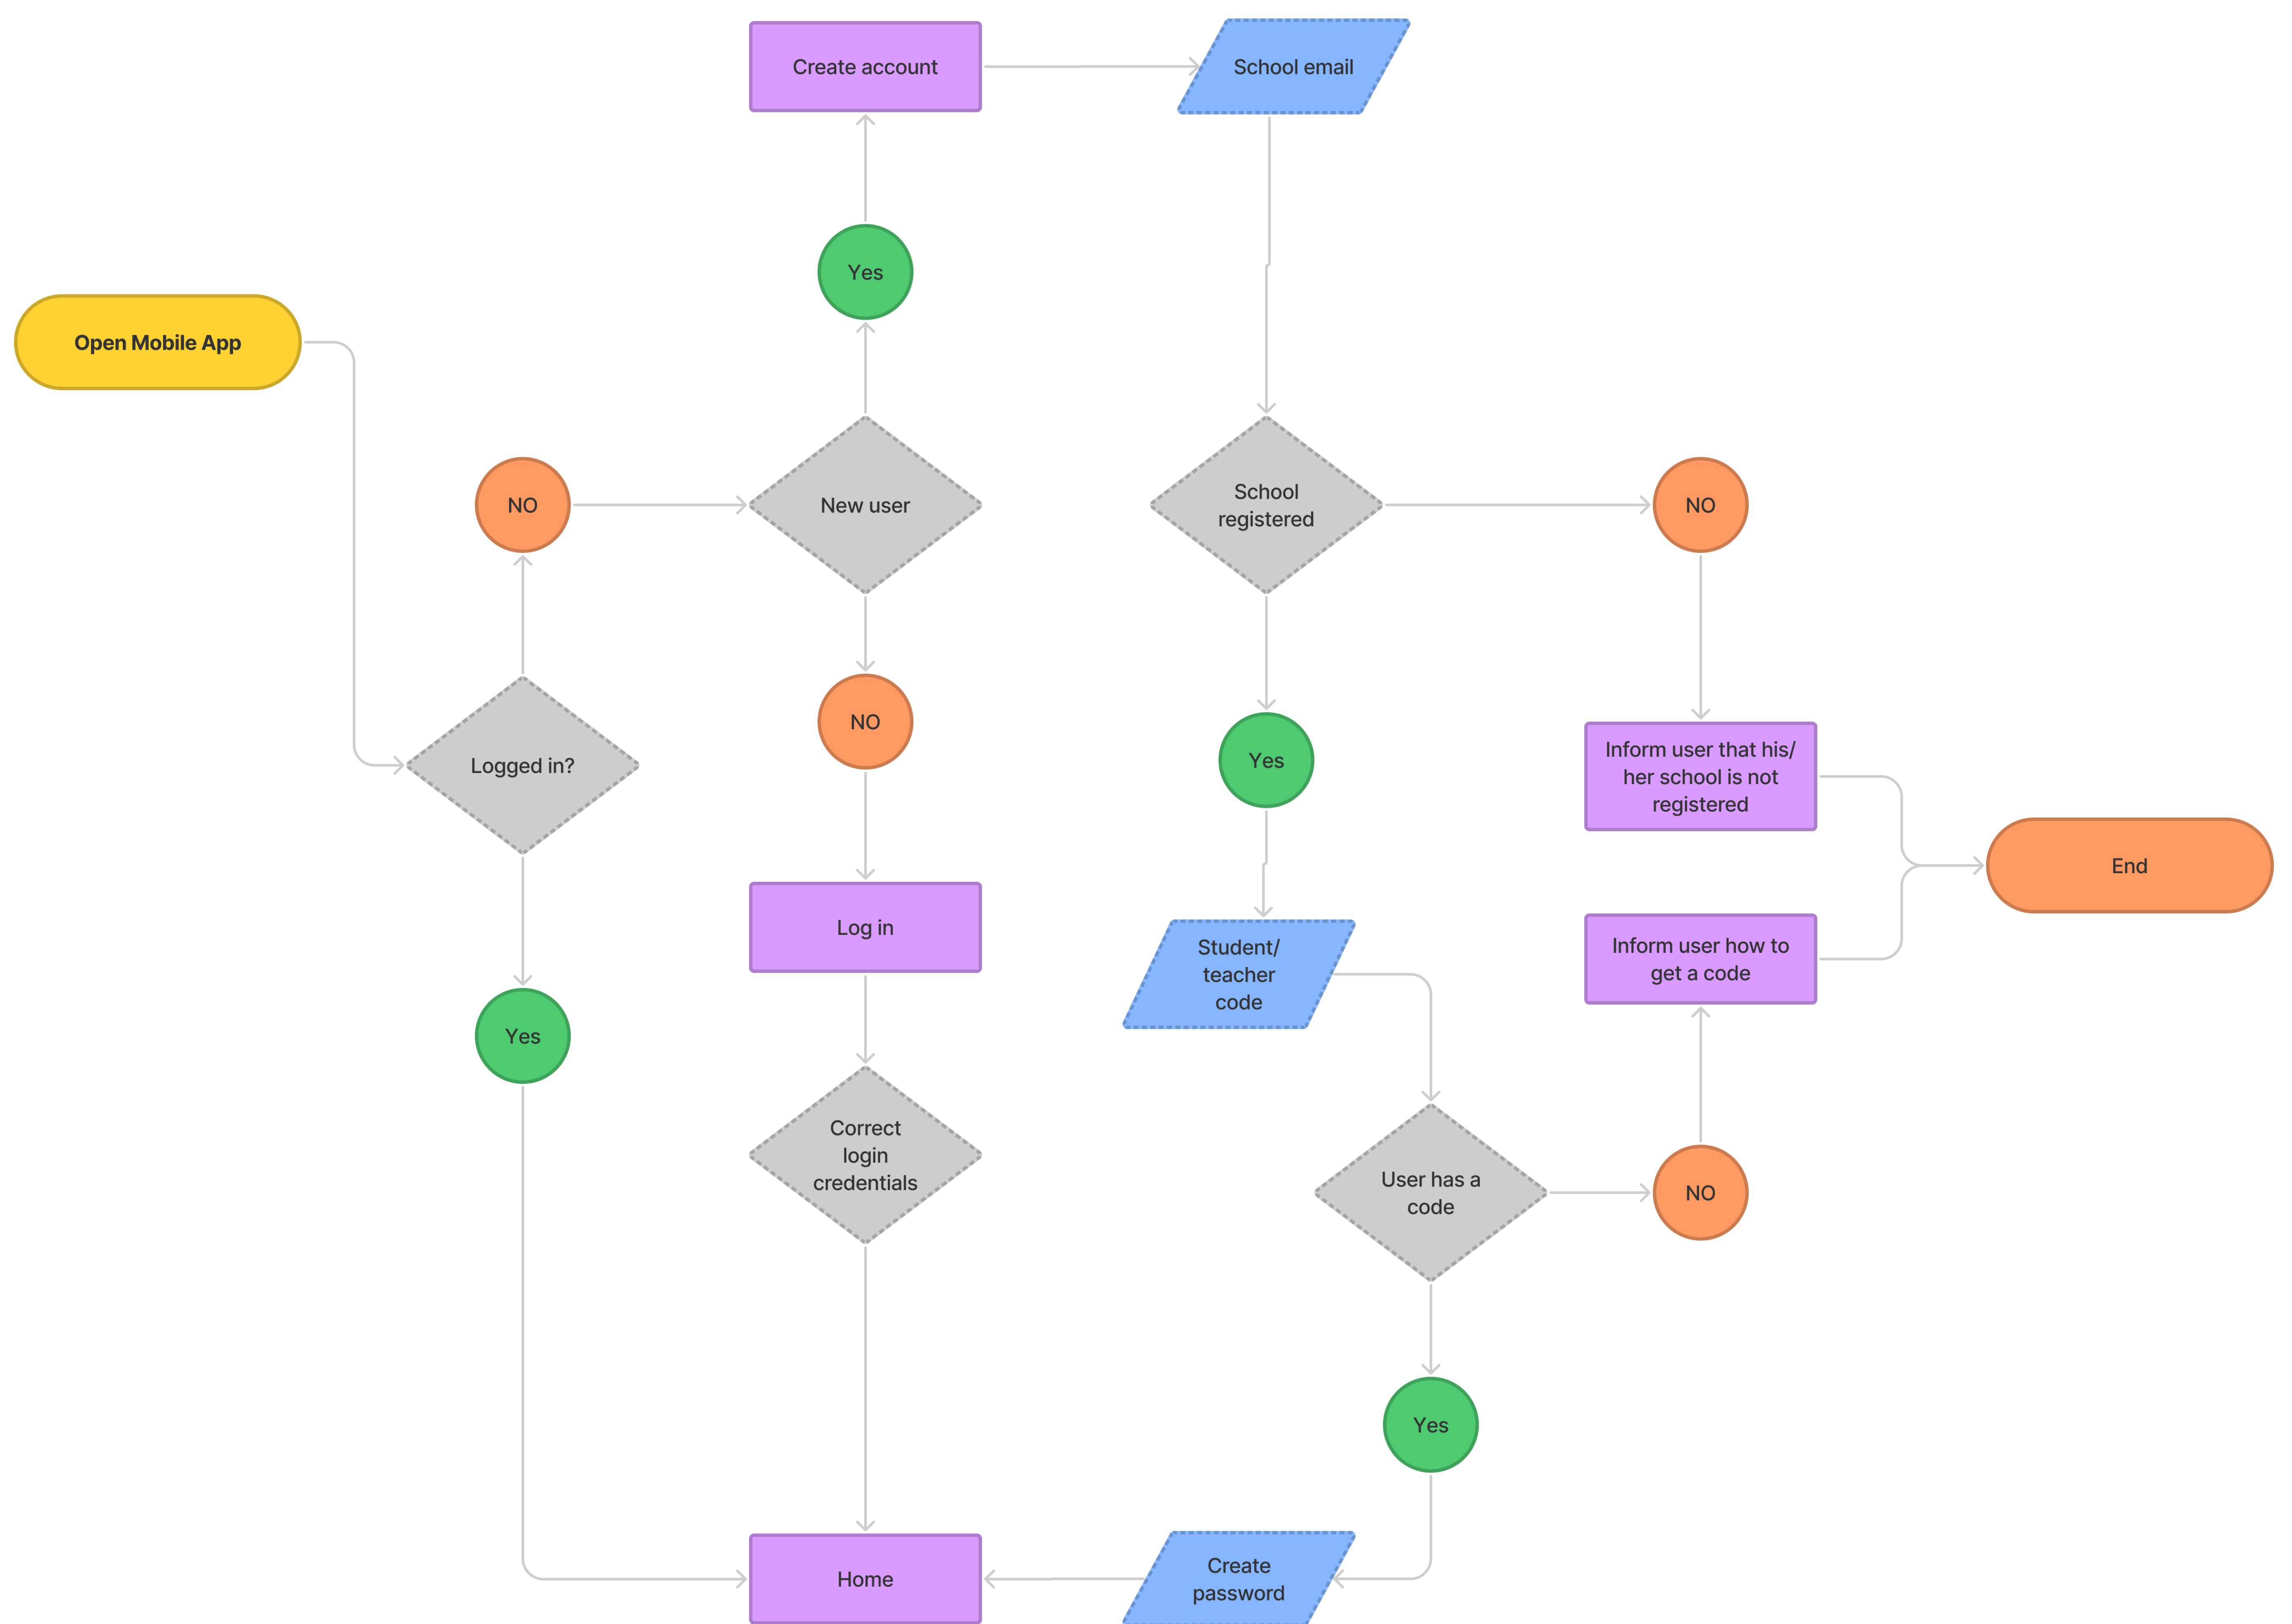 Create account
School email
Yes
Open Mobile App
NO
New user
School
registered
NO
NO
Logged in?
Yes
Inform user that his/
her school is not
registered
End
Log in
Student/
teacher
code
Inform user how to
get a code
Yes
Correct
login
credentials
User has a
code
NO
Yes
Home
Create
password